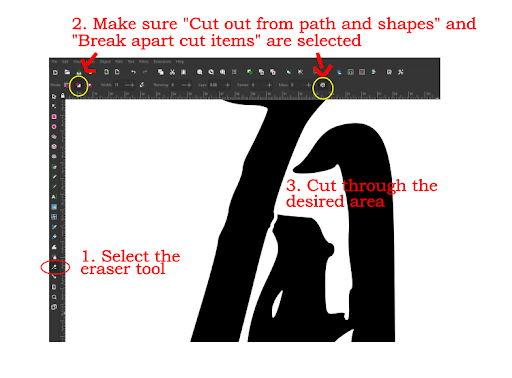 2. Make sure "Cut out from path and shapes" and
"Break apart cut items" are selected
3. Cut through the
desired area
1. Select the
eraser tool